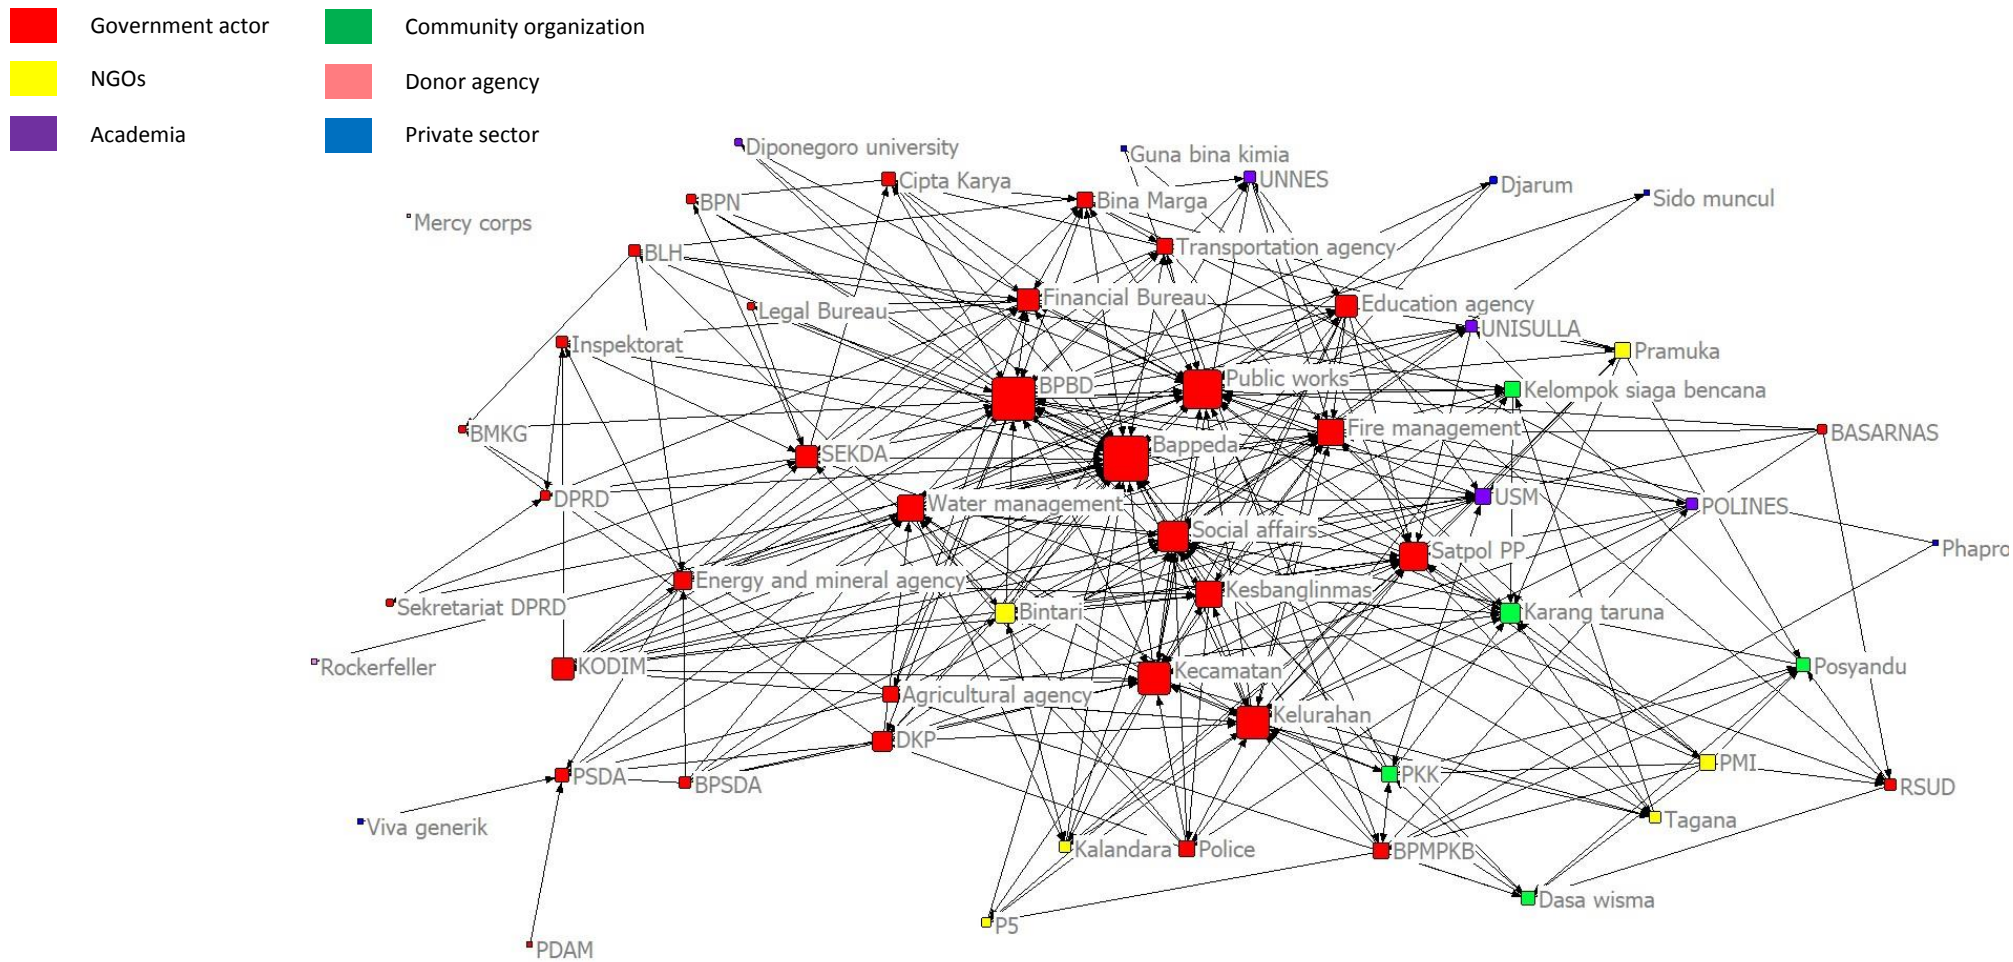 Government actor
Community organization
NGOs
Donor agency
Academia
Private sector
Diponegoro university
Guna bina kimia
Cipta Karya
UNNES
Djarum
BPN
Bina Marga
Sido muncul
Mercy corps
BLH
Transportation agency
Financial Bureau
Education agency
Legal Bureau
UNISULLA
Inspektorat
Pramuka
BPBD
Public works
Kelompok siaga bencana
BMKG
Fire management
BASARNAS
SEKDA
Bappeda
DPRD
Water management
USM
POLINES
Social affairs
Satpol PP
Phapro
Energy and mineral agency
Kesbanglinmas
Sekretariat DPRD
Bintari
Karang taruna
Rockerfeller
KODIM
Kecamatan
Posyandu
Agricultural agency
Kelurahan
DKP
PSDA
BPSDA
PKK
PMI
RSUD
Viva generik
Tagana
Kalandara
Police
BPMPKB
Dasa wisma
P5
PDAM